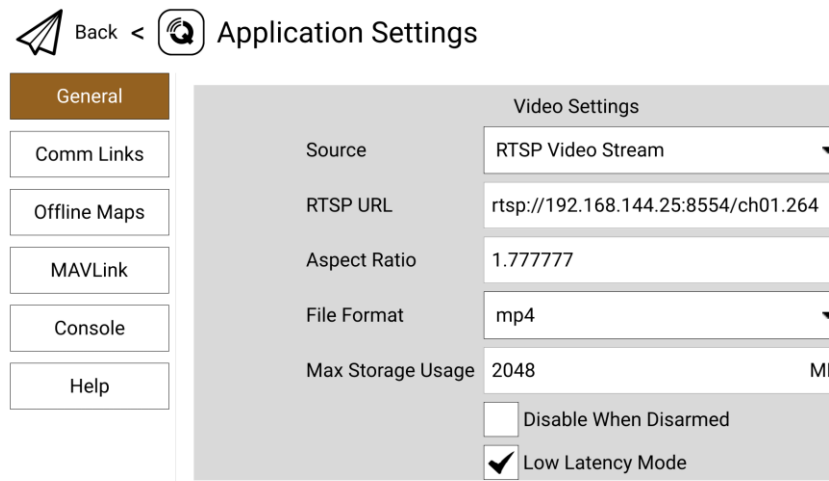 Back < Application Settings
General
Comm Links
Offline Maps
MAVLink
Console
Help
Video Settings
Source RTSP Video Stream
RTSP URL rtsp://192.168.144.25:8554/ch01.264
Aspect Ratio 1.777777
File Format mp4
Max Storage Usage 2048
Disable When Disarmed
Low Latency Mode